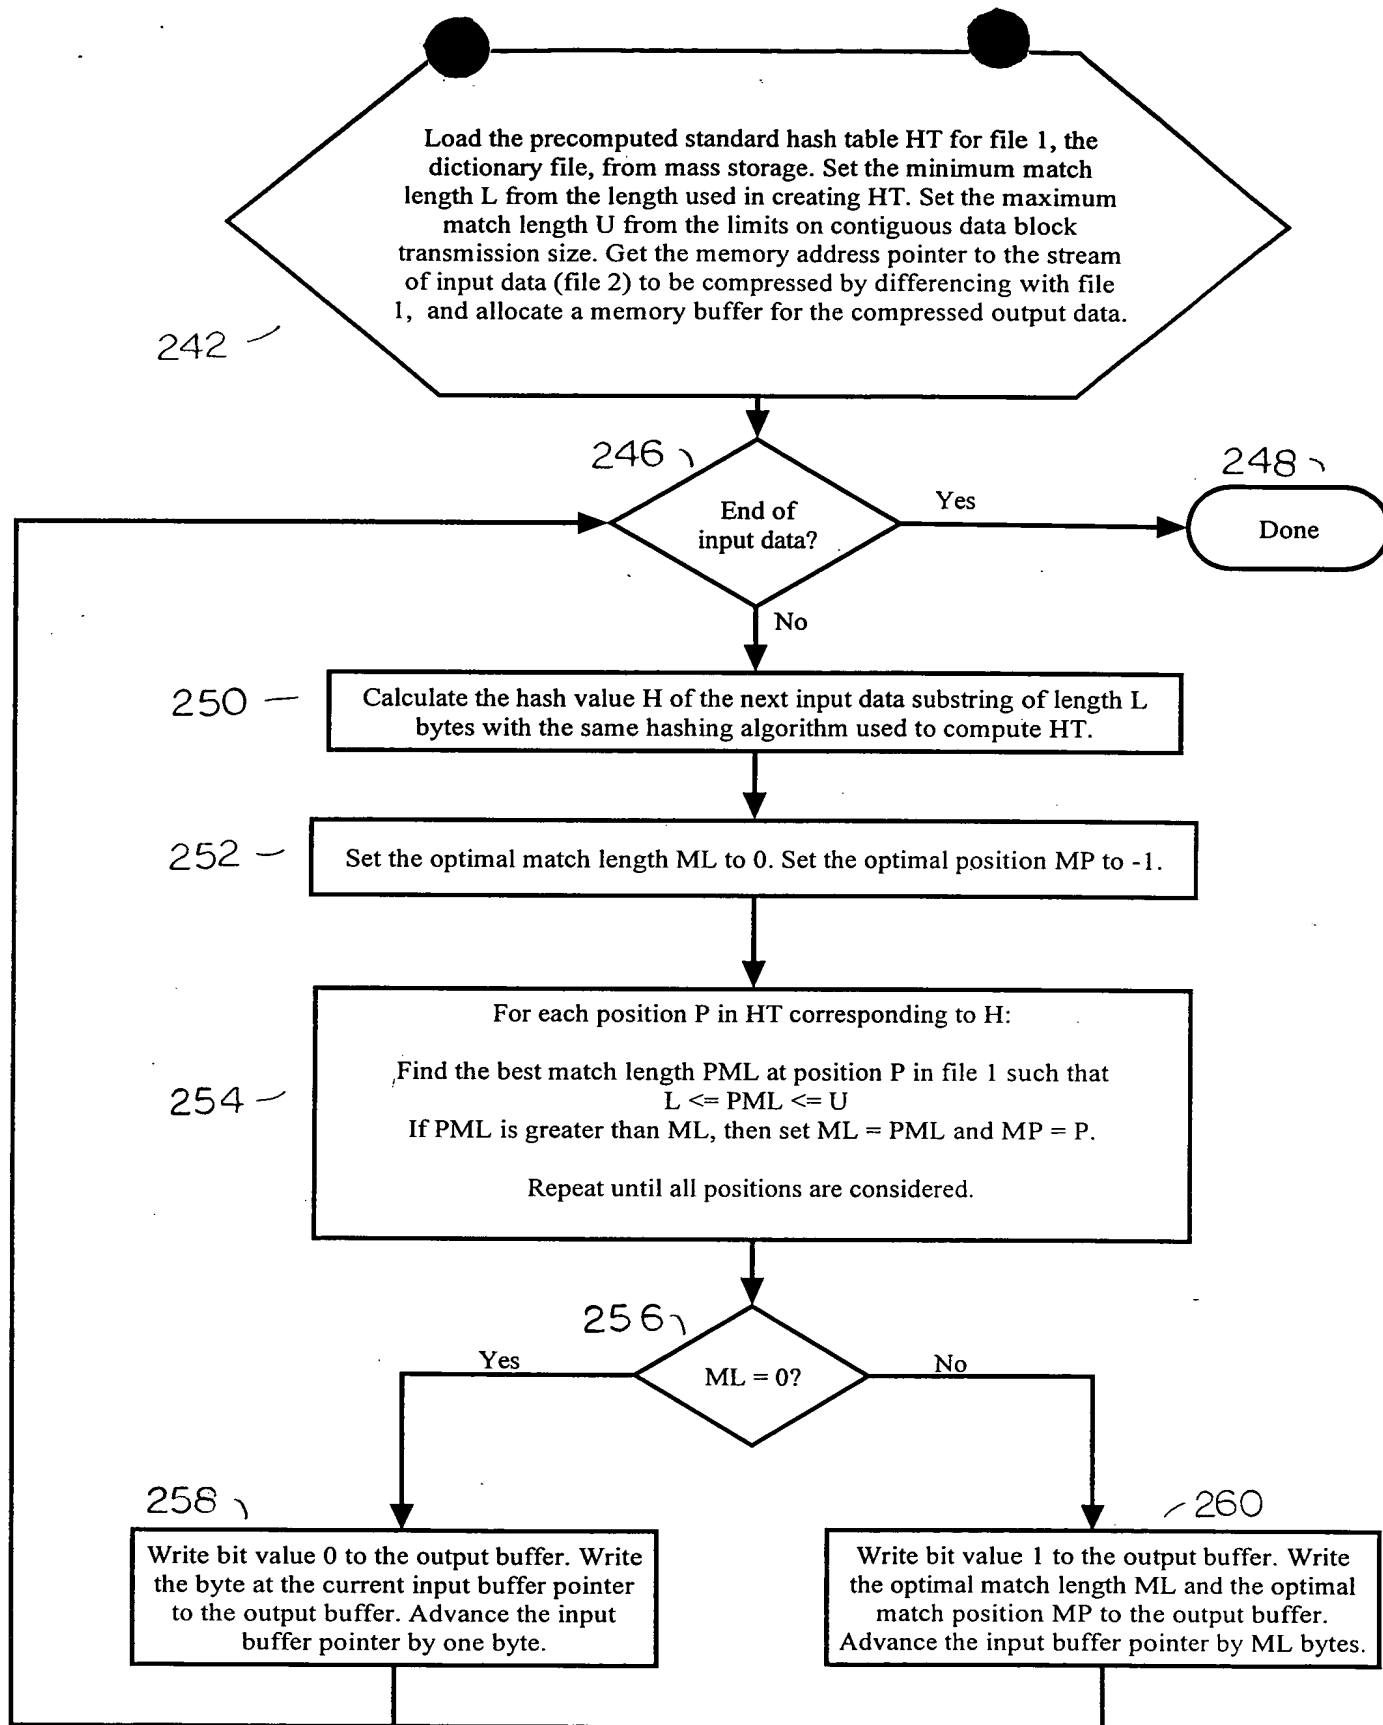 Load the precomputed standard hash table HT for file 1, the
dictionary file, from mass storage. Set the minimum match
length L from the length used in creating HT. Set the maximum
match length U from the limits on contiguous data block
transmission size. Get the memory address pointer to the stream
of input data (file 2) to be compressed by differencing with file
1, and allocate a memory buffer for the compressed output data.
242
246
248
End of
input data?
Yes
Done
No
250
Calculate the hash value H of the next input data substring of length L
bytes with the same hashing algorithm used to compute HT.
252
Set the optimal match length ML to 0. Set the optimal position MP to -1.
254
For each position P in HT corresponding to H:
Find the best match length PML at position P in file 1 such that
L <= PML <= U
If PML is greater than ML, then set ML = PML and MP = P.
Repeat until all positions are considered.
256
Yes
ML = 0?
No
258
260
Write bit value 0 to the output buffer. Write
the byte at the current input buffer pointer
to the output buffer. Advance the input
buffer pointer by one byte.
Write bit value 1 to the output buffer. Write
the optimal match length ML and the optimal
match position MP to the output buffer.
Advance the input buffer pointer by ML bytes.